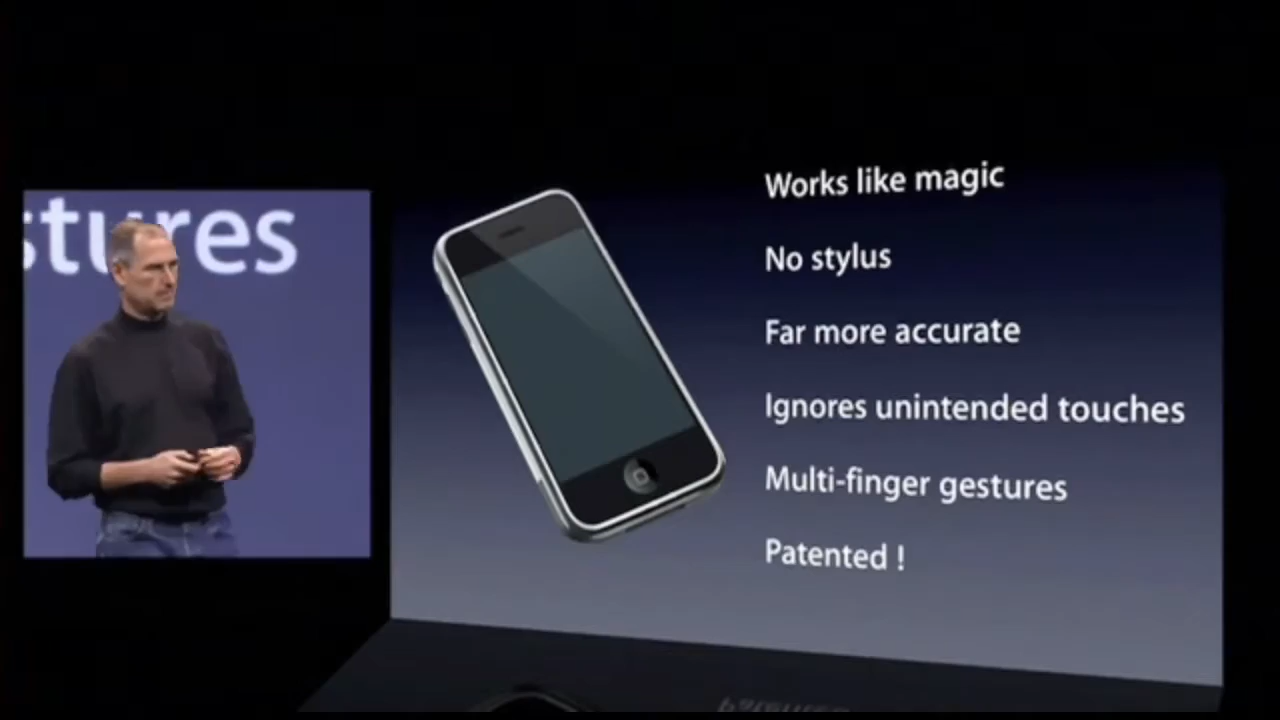 stures
Works like magic
No stylus
Far more accurate
Ignores unintended touches
Multi-finger gestures
Patented !